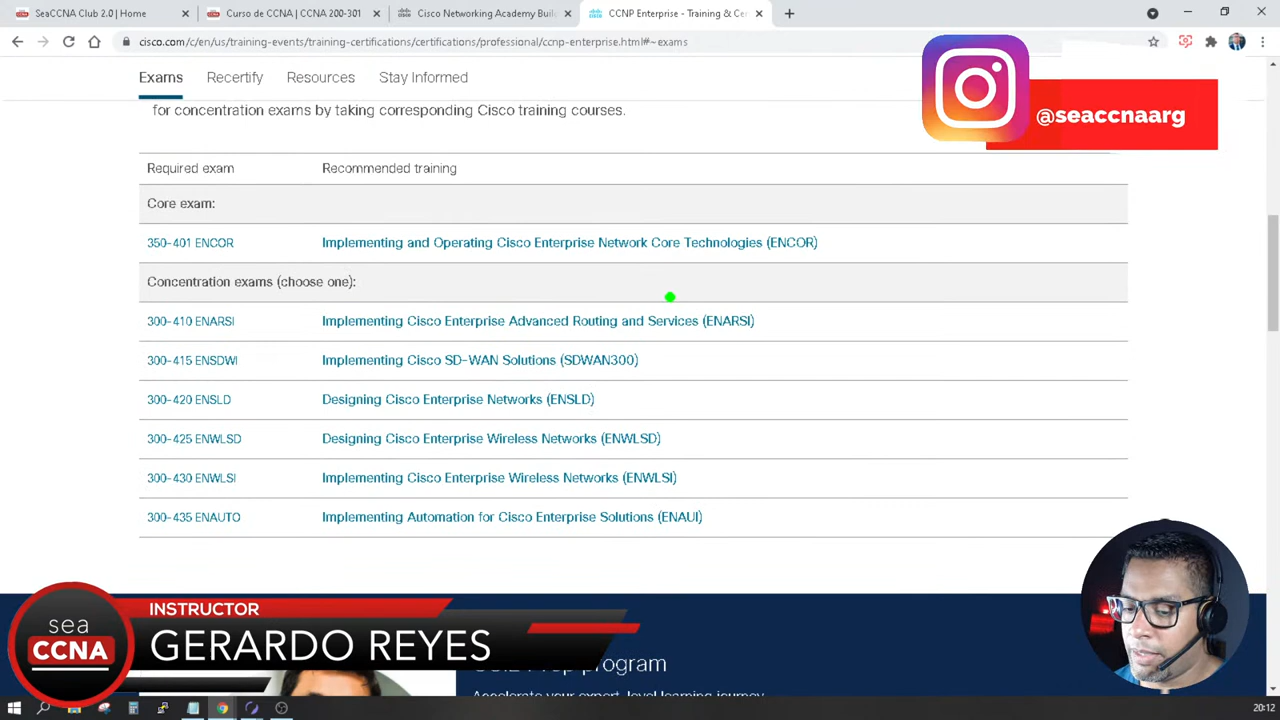 SeaCCNA Club 2.0 | Home
Curso de CCNA | CCNA 200-301
Cisco Networking Academy Buil
CCNP Enterprise - Training & Cer
cisco.com/c/en/us/training-events/training-certifications/certifications/professional/ccnp-enterprise.html#~exams
Exams Recertify Resources Stay Informed
@seaccnaarg
for concentration exams by taking corresponding Cisco training courses.
Required exam Recommended training
Core exam:
350-401 ENCOR Implementing and Operating Cisco Enterprise Network Core Technologies (ENCOR)
Concentration exams (choose one):
300-410 ENARSI Implementing Cisco Enterprise Advanced Routing and Services (ENARSI)
300-415 ENSDWI Implementing Cisco SD-WAN Solutions (SDWAN300)
300-420 ENSLD Designing Cisco Enterprise Networks (ENSLD)
300-425 ENWLSD Designing Cisco Enterprise Wireless Networks (ENWLSD)
300-430 ENWLSI Implementing Cisco Enterprise Wireless Networks (ENWLSI)
300-435 ENAUTO Implementing Automation for Cisco Enterprise Solutions (ENAUI)
INSTRUCTOR
GERARDO REYES
sea
CCNA
program
Accelerate your expert-level learning journey
20:12